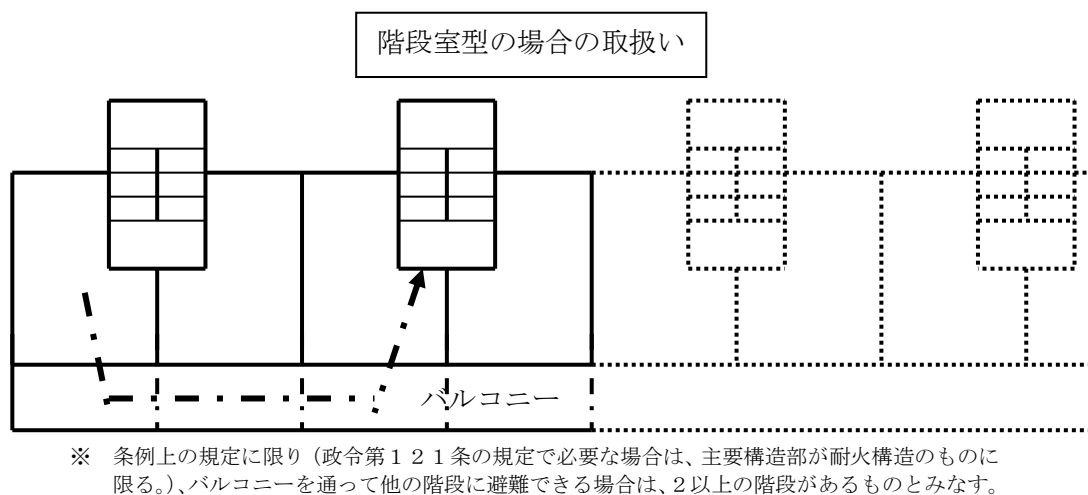 階段室型の場合の取扱い
バルコニー
※ 条例上の規定に限り（政令第１２１条の規定で必要な場合は、主要構造部が耐火構造のものに
限る。）、バルコニーを通って他の階段に避難できる場合は、２以上の階段があるものとみなす。